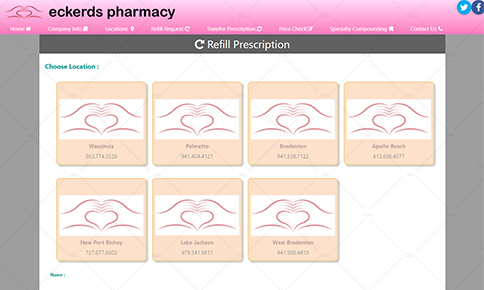 eckerds pharmacy
Home Company Info Locations Refill Request Transfer Prescription Price Check Specialty Compounding Contact Us
Refill Prescription
Choose Location :
Wauchula Palmetto Bradenton Apollo Beach
863.774.3536 941.404.4121 941.538.7122 813.600.4577
New Port Richey Lake Jackson West Bradenton
727.877.6603 979.341.9811 941.900.4410
Name :